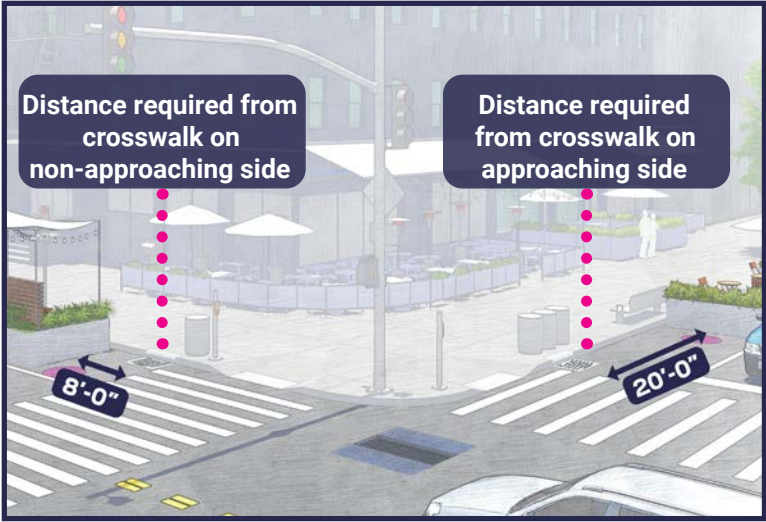 Distance required from
crosswalk on
non-approaching side
Distance required
from crosswalk on
approaching side
8'-0"
20'-0"